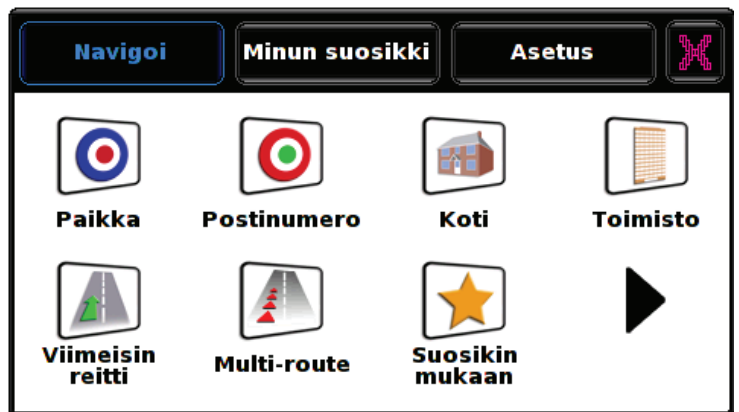 Navigoi
Minun suosikki
Asetus
Paikka
Postinumero
Koti
Toimisto
Viimeisin
reitti
Multi-route
Suosikin
mukaan